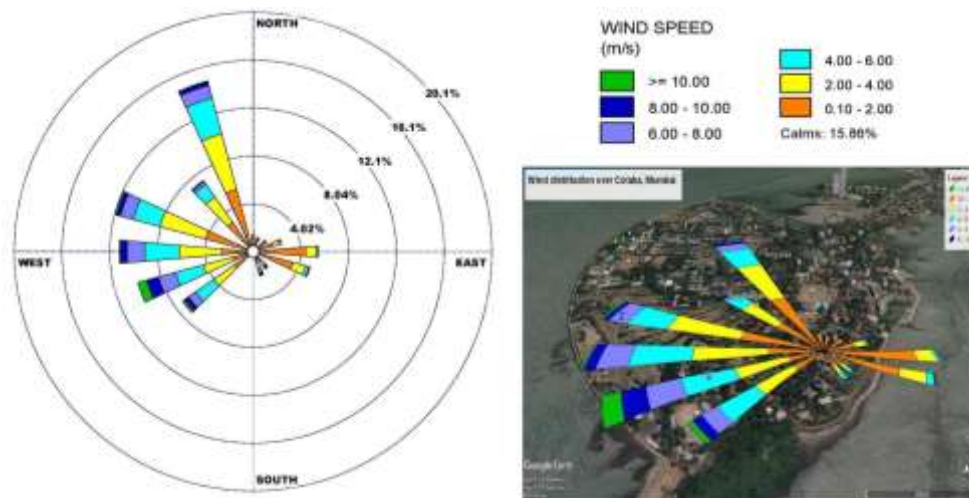 NORTH
20.1%
16.1%
12.1%
8.04%
4.02%
WEST
EAST
SOUTH
WIND SPEED
(m/s)
>= 10.00
8.00 - 10.00
6.00 - 8.00
4.00 - 6.00
2.00 - 4.00
0.10 - 2.00
Calms: 15.86%
Wind distribution over Colaba, Mumbai
Legend
Google Earth